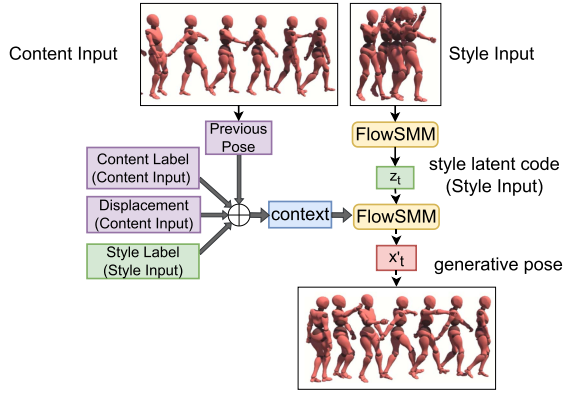 Content Input
Style Input
Previous
Pose
FlowSMM
Content Label
(Content Input)
z_t
style latent code
(Style Input)
Displacement
(Content Input)
context
FlowSMM
Style Label
(Style Input)
x'_t
generative pose